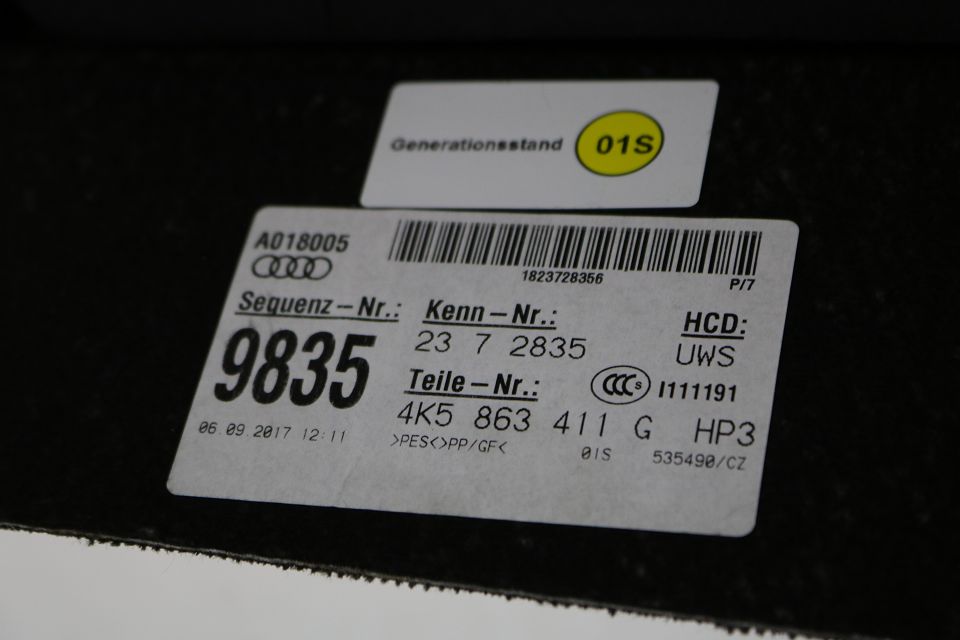 Generationsstand 01S
A018005
1823728356 P/7
Sequenz-Nr.: Kenn-Nr.: HCD:
9835 23 7 2835 UWS
Teile-Nr.: CCC S I111191
4K5 863 411 G HP3
06.09.2017 12:11 >PES<>PP/GF< 01S 535490/CZ